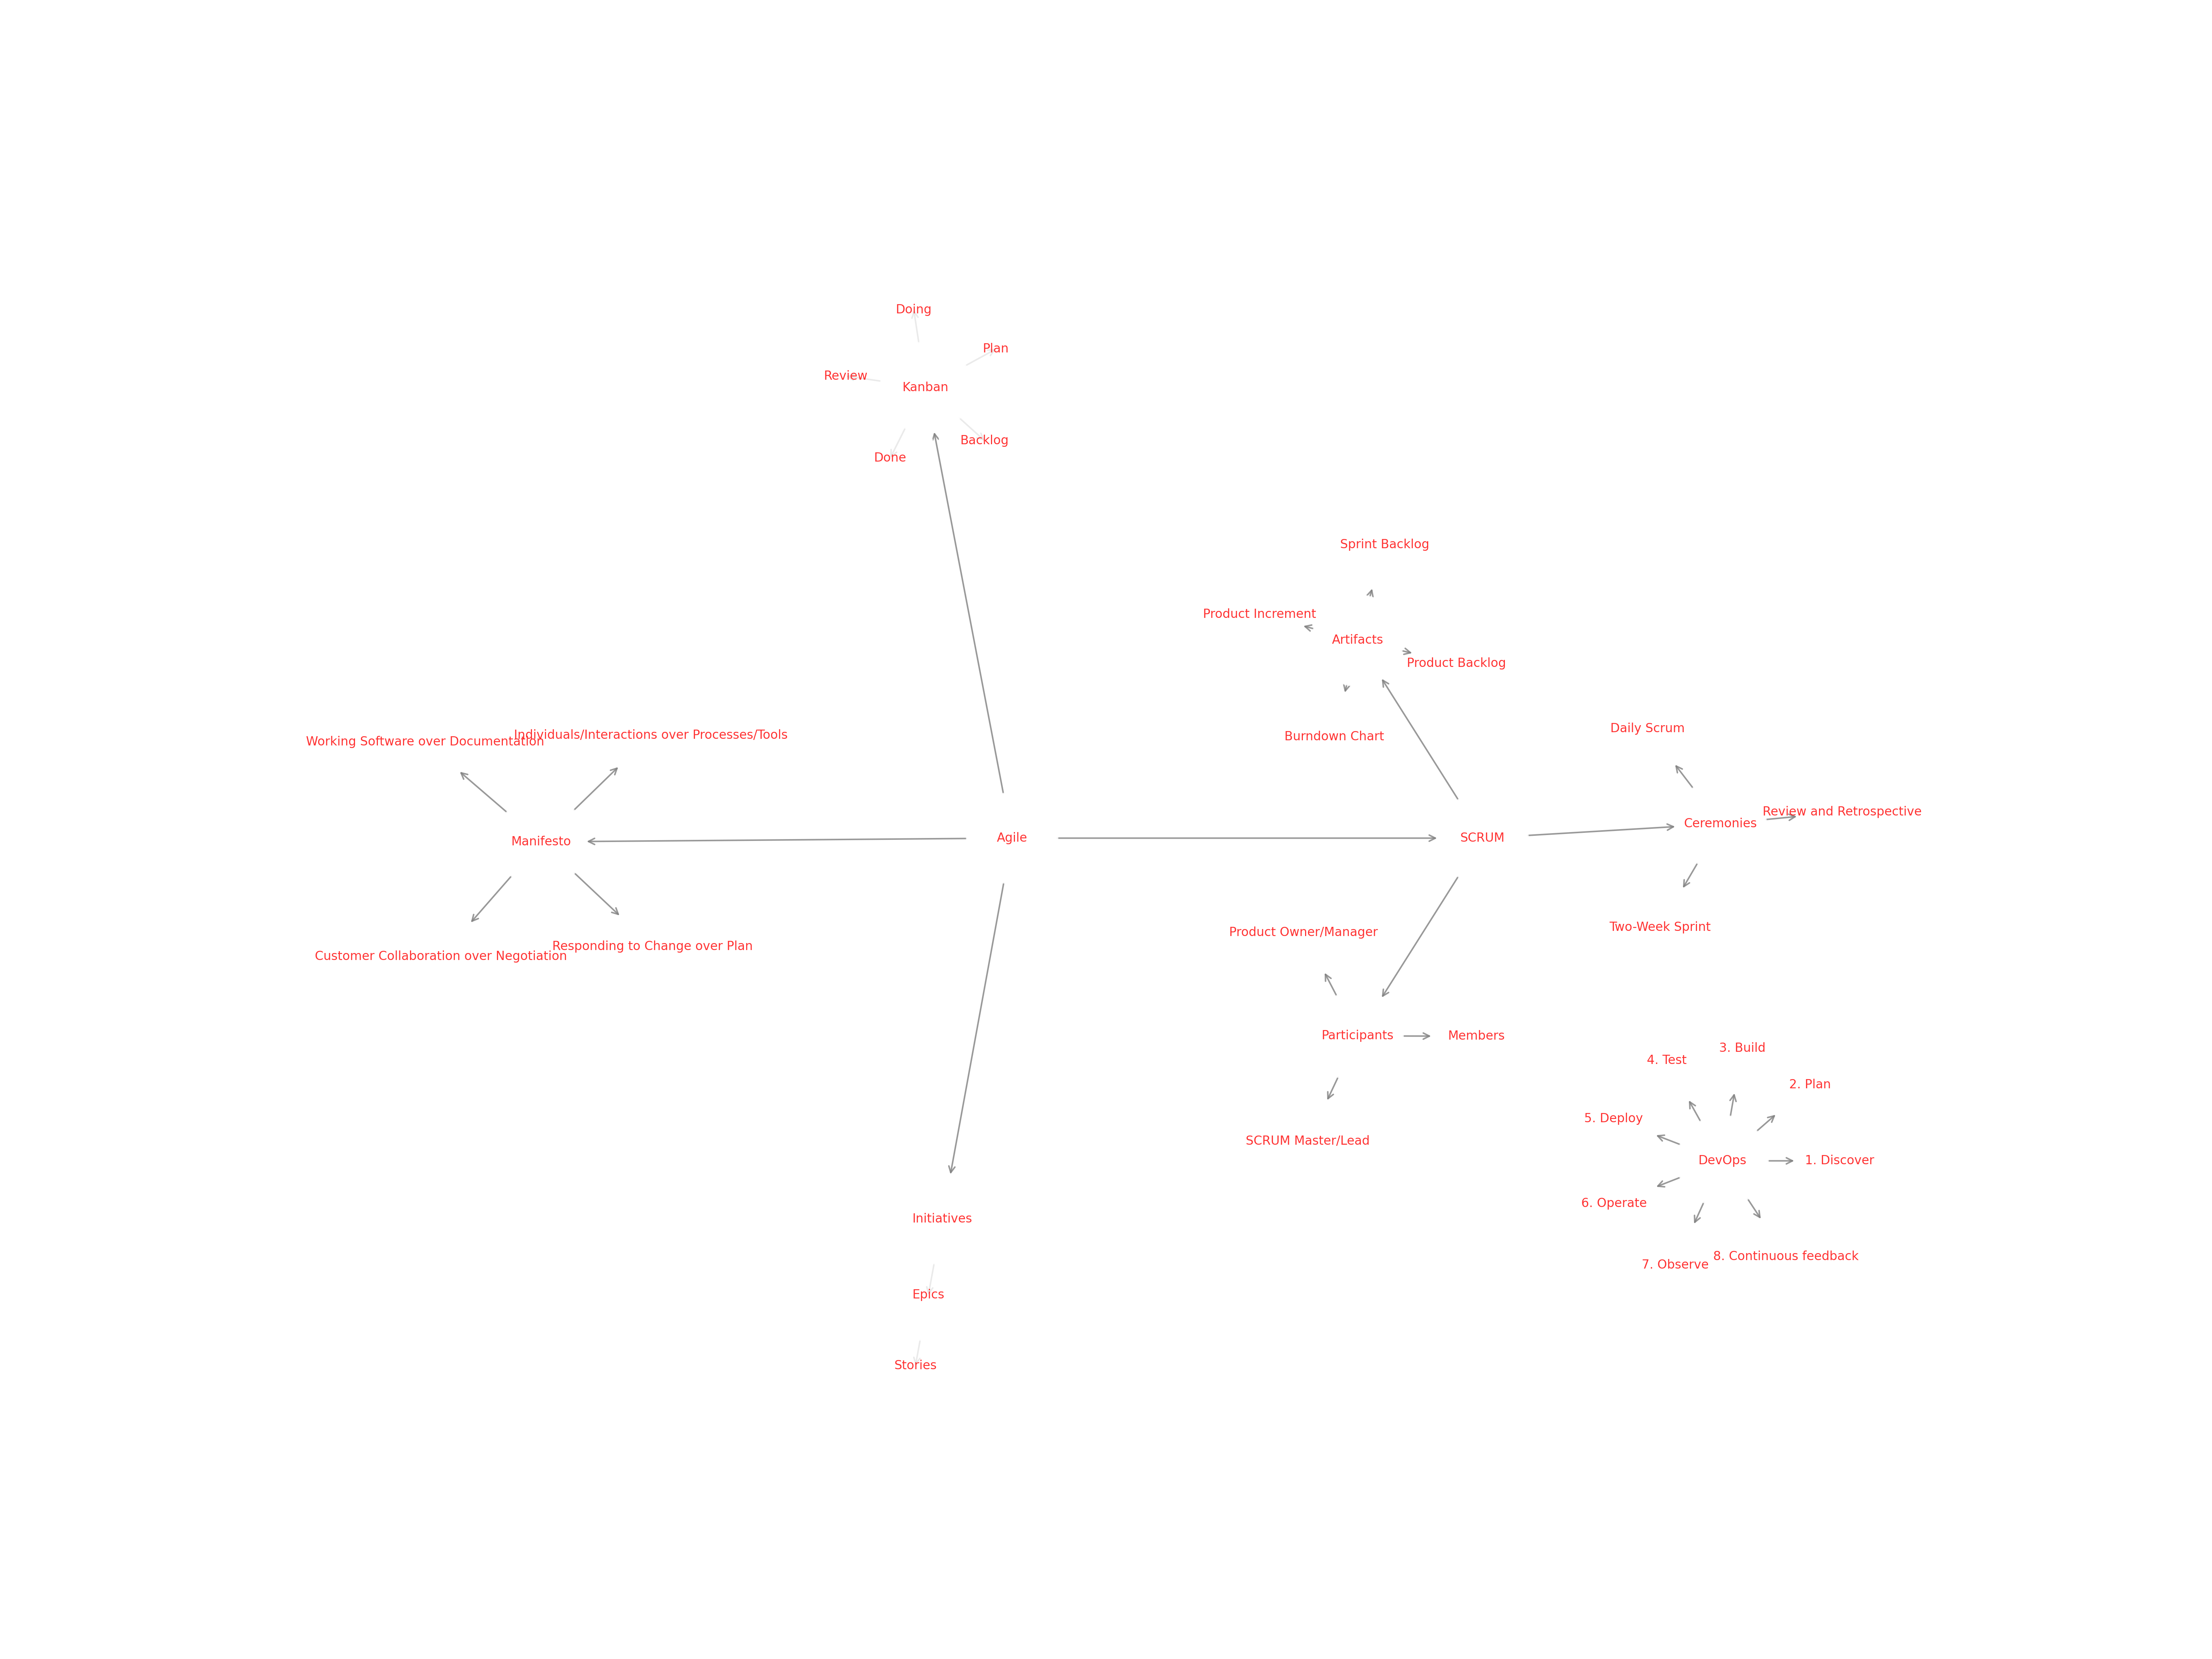 Doing
Plan
Review
Kanban
Backlog
Done
Sprint Backlog
Product Increment
Artifacts
Product Backlog
Burndown Chart
Daily Scrum
Working Software over Documentation
Individuals/Interactions over Processes/Tools
Review and Retrospective
Ceremonies
Manifesto
Agile
SCRUM
Two-Week Sprint
Product Owner/Manager
Customer Collaboration over Negotiation
Responding to Change over Plan
Participants
Members
3. Build
4. Test
2. Plan
5. Deploy
SCRUM Master/Lead
DevOps
1. Discover
6. Operate
Initiatives
7. Observe
8. Continuous feedback
Epics
Stories